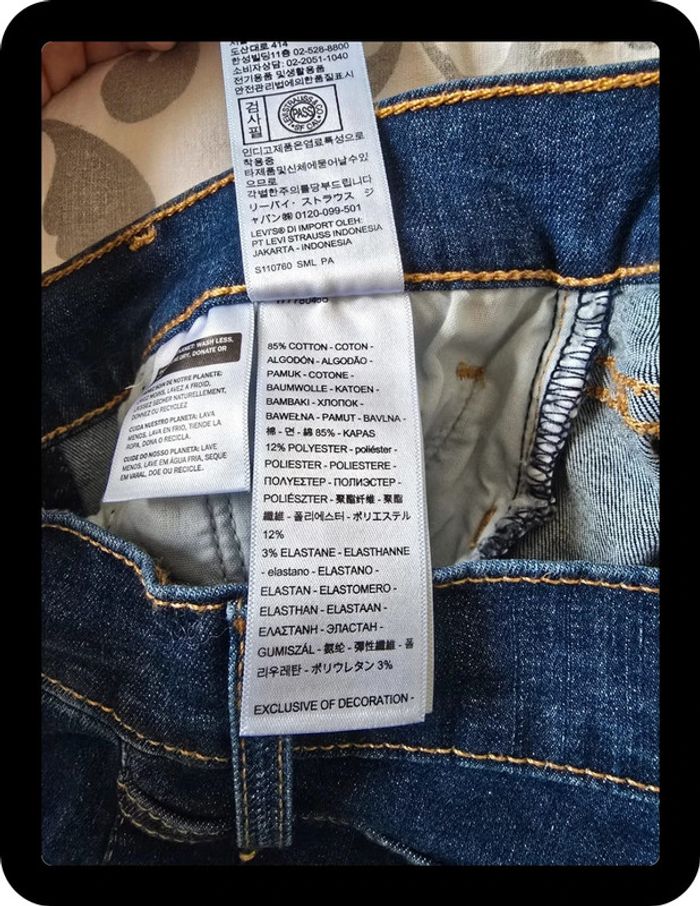 도산대로 414
한성빌딩11층 02-528-8800
소비자상담: 02-2051-1040
전기용품 및생활용품
안전관리법에의한품질표시
검사필
PASS
인디고제품은염료특성으로
착용중
타제품및신체에묻어날수있
으므로
각별한주의를당부드립니다
リーバイ・ストラウス ジ
ャパン㈱ 0120-099-501
LEVI'S® DI IMPORT OLEH:
PT LEVI STRAUSS INDONESIA
JAKARTA - INDONESIA
S110760 SML PA
WASH LESS,
DONATE OR
SOIN DE NOTRE PLANETE:
MOINS, LAVEZ A FROID,
LAISSEZ SECHER NATURELLEMENT,
DONNEZ OU RECYCLEZ
CUIDA NUESTRO PLANETA: LAVA
MENOS, LAVA EN FRIO, TIENDE LA
ROPA, DONA O RECICLA.
CUIDE DO NOSSO PLANETA: LAVE
MENOS, LAVE EM ÁGUA FRIA, SEQUE
EM VARAL, DOE OU RECICLE.
85% COTTON - COTON -
ALGODÓN - ALGODÃO -
PAMUK - COTONE -
BAUMWOLLE - KATOEN -
ΒΑΜΒΑΚΙ - ХЛОПОК -
BAWEŁNA - PAMUT - BAVLNA -
棉 - 면 - 綿 85% - KAPAS
12% POLYESTER - poliéster -
POLIESTER - POLIESTERE -
ΠΟΛΥΕΣΤΕΡ - ПОЛИЭСТЕР -
POLIÉSZTER - 聚酯纤维 - 聚酯
纖維 - 폴리에스터 - ポリエステル
12%
3% ELASTANE - ELASTHANNE
- elastano - ELASTANO -
ELASTAN - ELASTOMERO -
ELASTHAN - ELASTAAN -
ΕΛΑΣΤΑΝΗ - ЭЛАСТАН -
GUMISZÁL - 氨纶 - 彈性纖維 - 폴
리우레탄 - ポリウレタン 3%
EXCLUSIVE OF DECORATION -